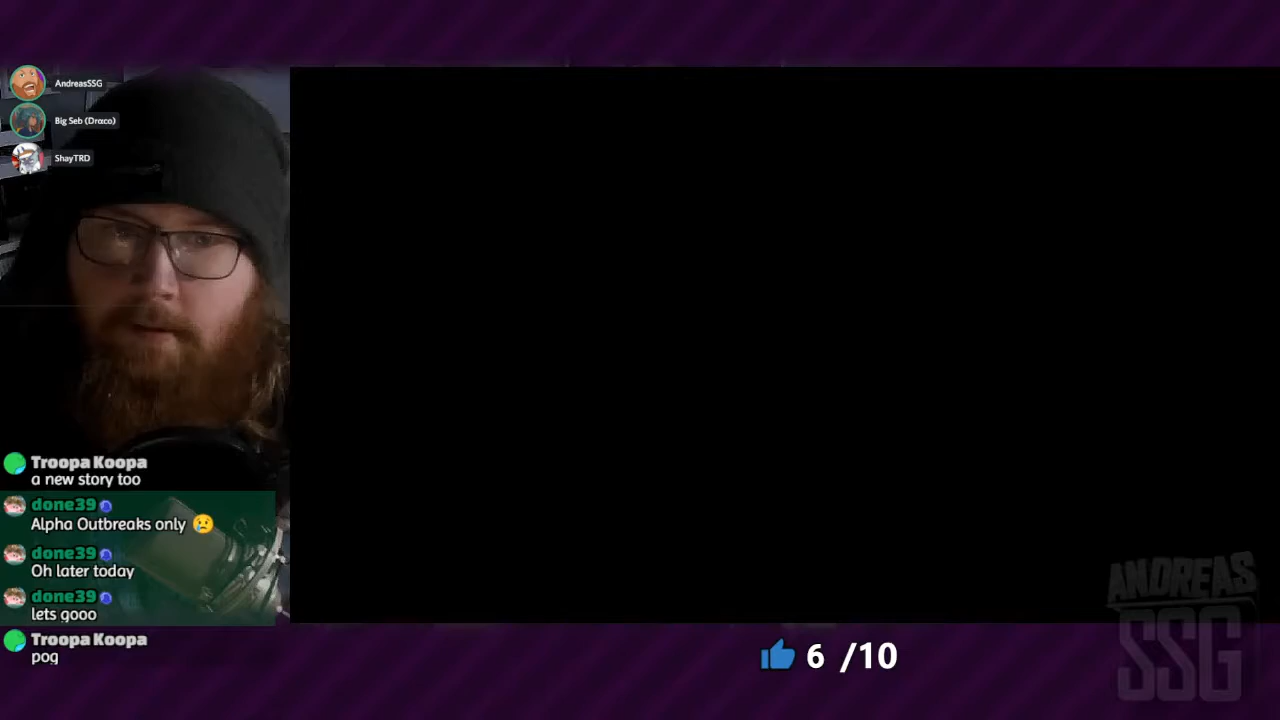 AndreasSSG
Big Seb (Draco)
ShayTRD
Troopa Koopa
a new story too
done39
Alpha Outbreaks only 😢
done39
Oh later today
done39
lets gooo
Troopa Koopa
pog
6 /10
ANDREAS
SSG